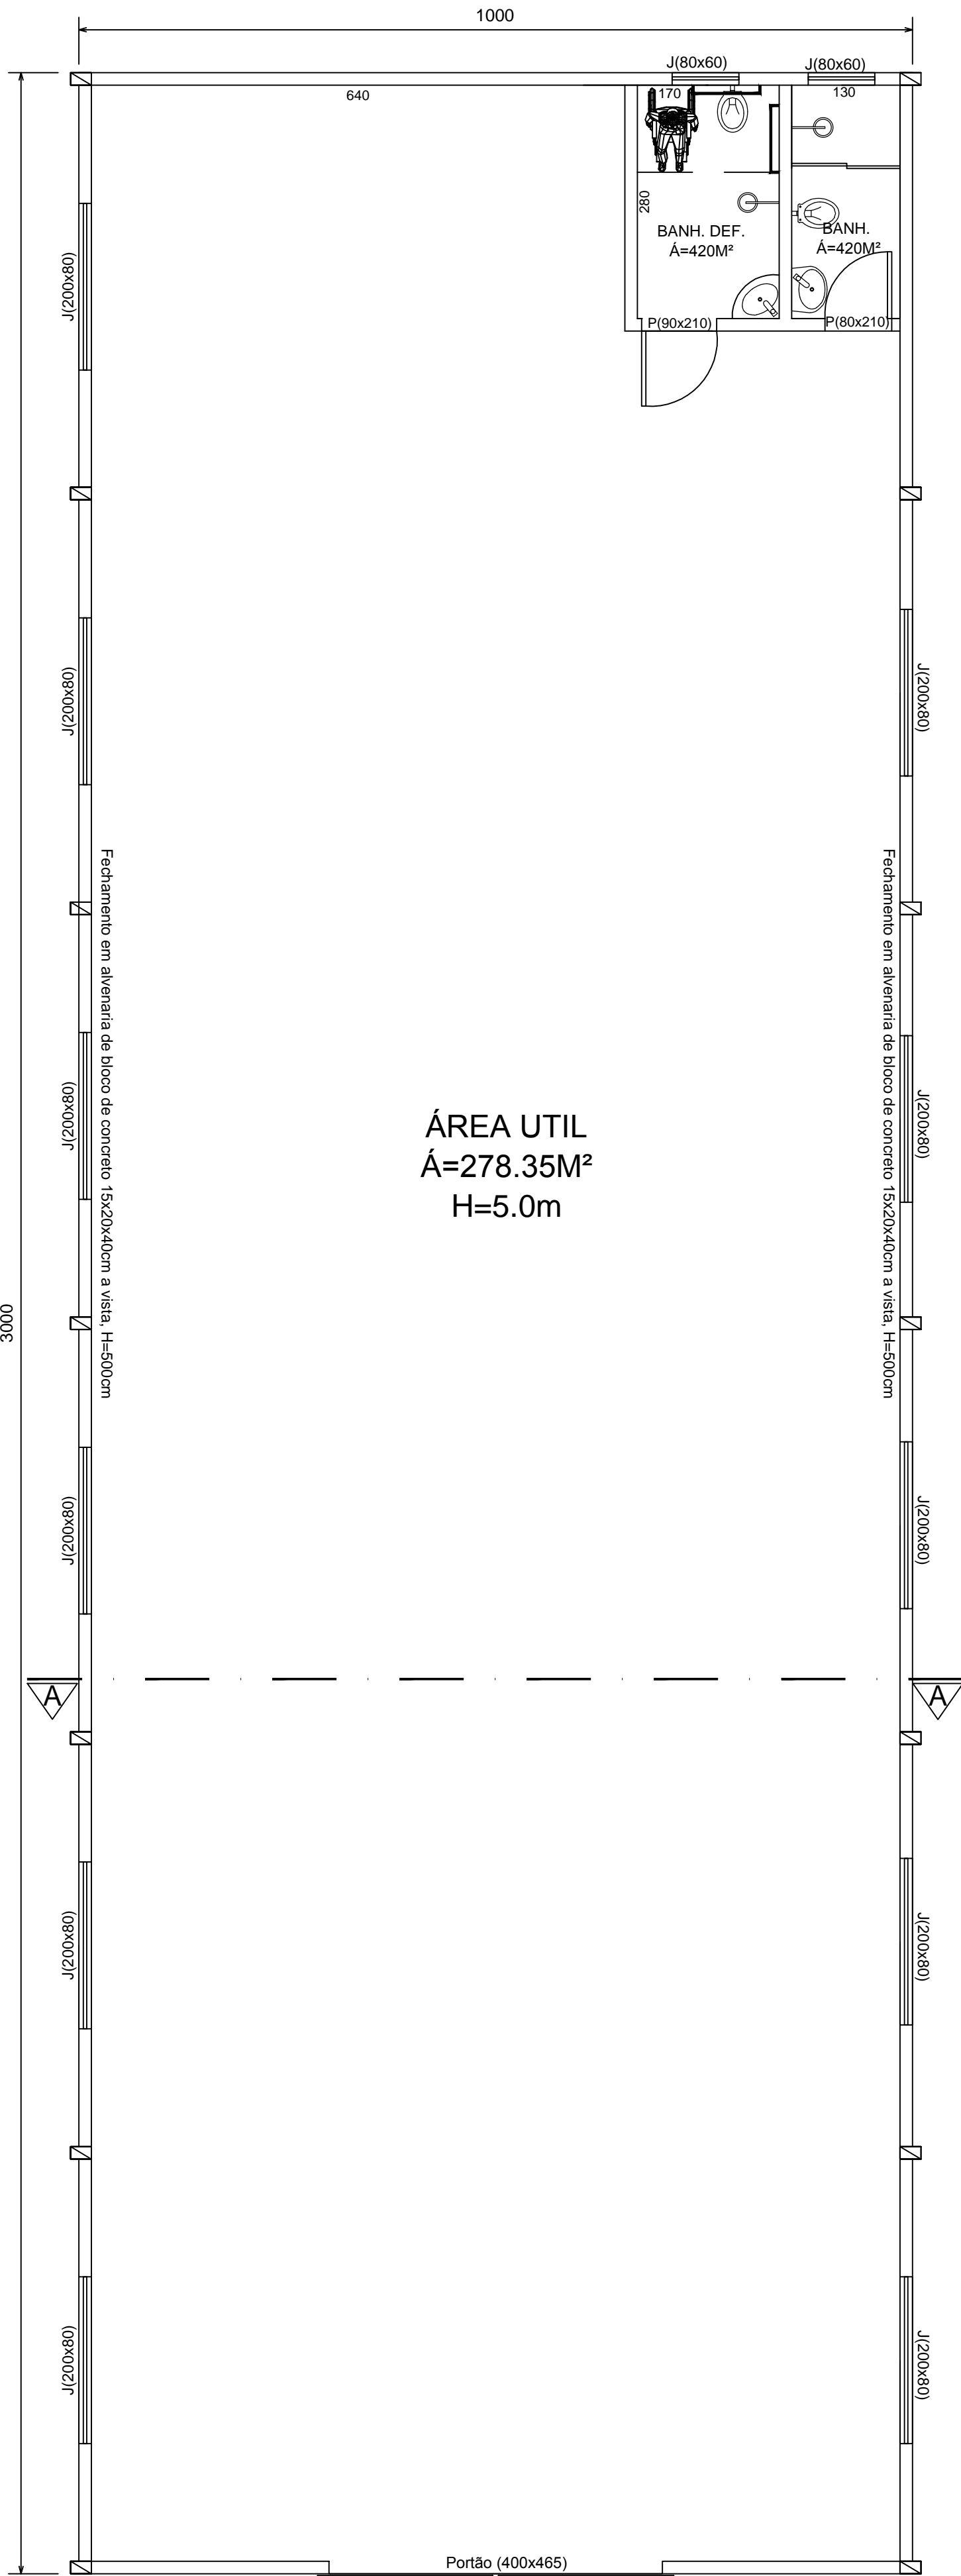 1000
J(80x60)
J(80x60)
640
170
130
280
BANH. DEF.
Á=420M²
BANH.
Á=420M²
P(90x210)
P(80x210)
J(200x80)
J(200x80)
J(200x80)
Fechamento em alvenaria de bloco de concreto 15x20x40cm a vista, H=500cm
Fechamento em alvenaria de bloco de concreto 15x20x40cm a vista, H=500cm
J(200x80)
J(200x80)
ÁREA UTIL
Á=278.35M²
H=5.0m
3000
J(200x80)
J(200x80)
A
A
J(200x80)
J(200x80)
J(200x80)
J(200x80)
Portão (400x465)